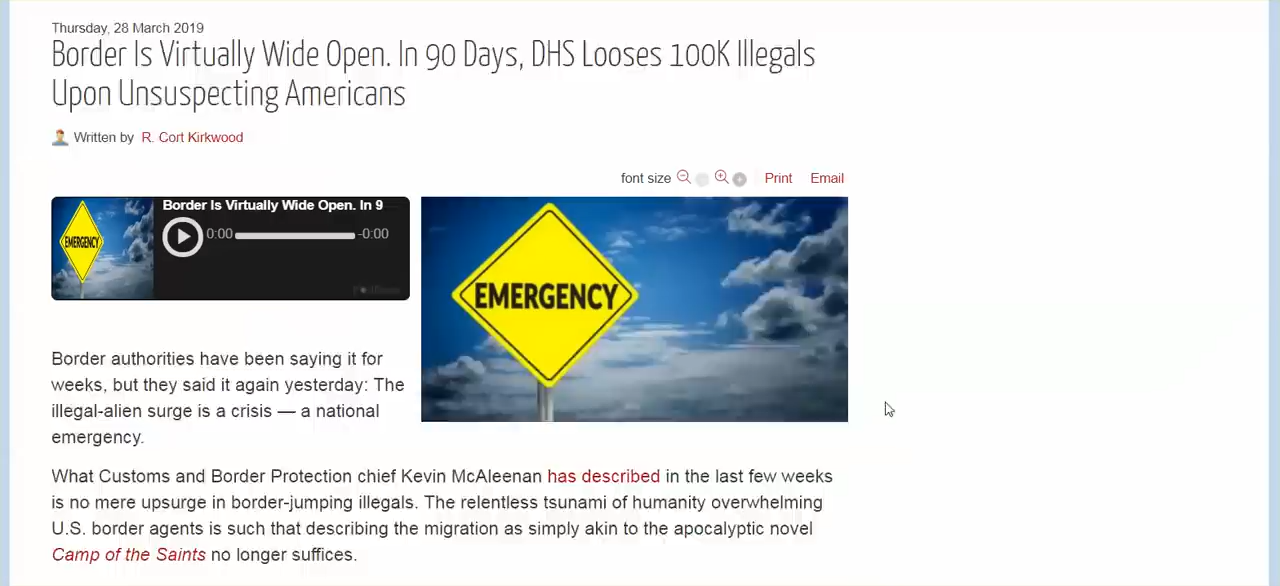 Thursday, 28 March 2019
Border Is Virtually Wide Open. In 90 Days, DHS Looses 100K Illegals
Upon Unsuspecting Americans
Written by R. Cort Kirkwood
font size Print Email
EMERGENCY
Border Is Virtually Wide Open. In 9
0:00 -0:00
EMERGENCY
Border authorities have been saying it for
weeks, but they said it again yesterday: The
illegal-alien surge is a crisis — a national
emergency.
What Customs and Border Protection chief Kevin McAleenan has described in the last few weeks
is no mere upsurge in border-jumping illegals. The relentless tsunami of humanity overwhelming
U.S. border agents is such that describing the migration as simply akin to the apocalyptic novel
Camp of the Saints no longer suffices.